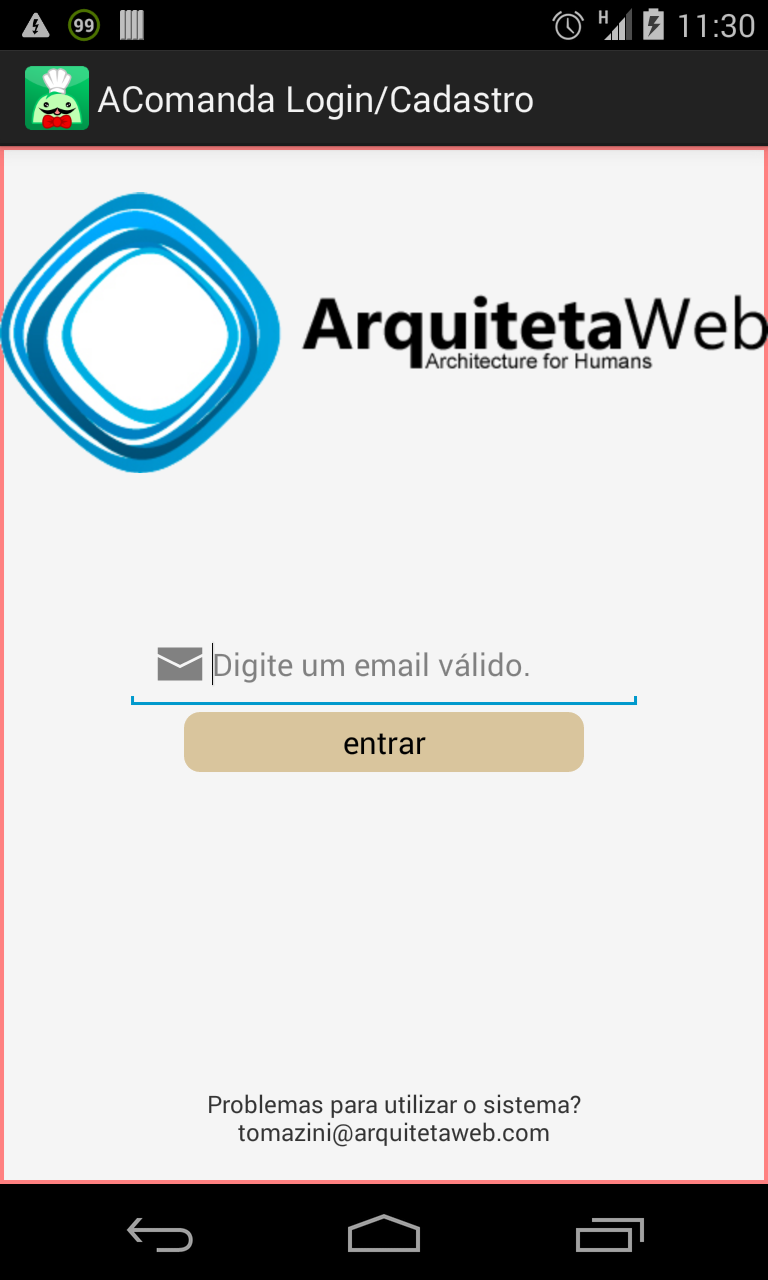 99
H
11:30
AComanda Login/Cadastro
ArquitetaWeb
Architecture for Humans
Digite um email válido.
entrar
Problemas para utilizar o sistema?
tomazini@arquitetaweb.com